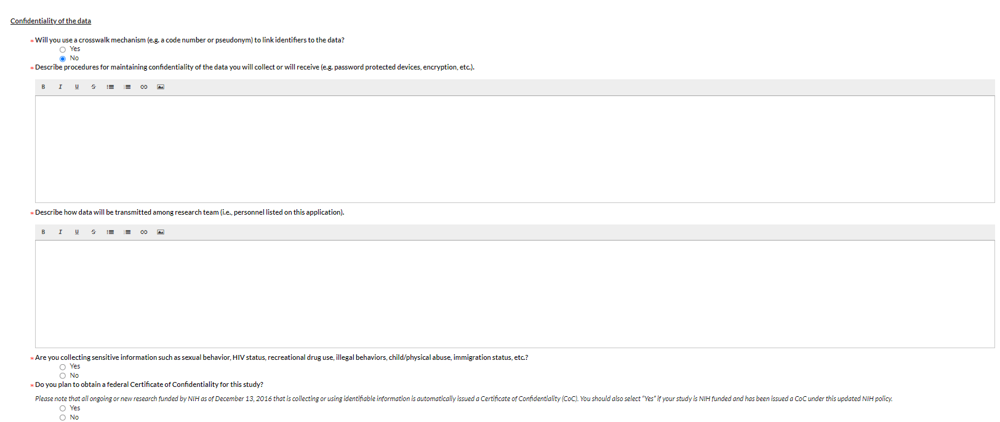 Confidentiality of the data
* Will you use a crosswalk mechanism (e.g. a code number or pseudonym) to link identifiers to the data?
Yes
No
* Describe procedures for maintaining confidentiality of the data you will collect or will receive (e.g. password protected devices, encryption, etc.).
B I U S
* Describe how data will be transmitted among research team (i.e., personnel listed on this application).
B I U S
* Are you collecting sensitive information such as sexual behavior, HIV status, recreational drug use, illegal behaviors, child/physical abuse, immigration status, etc.?
Yes
No
* Do you plan to obtain a federal Certificate of Confidentiality for this study?
Please note that all ongoing or new research funded by NIH as of December 13, 2016 that is collecting or using identifiable information is automatically issued a Certificate of Confidentiality (CoC). You should also select "Yes" if your study is NIH funded and has been issued a CoC under this updated NIH policy.
Yes
No